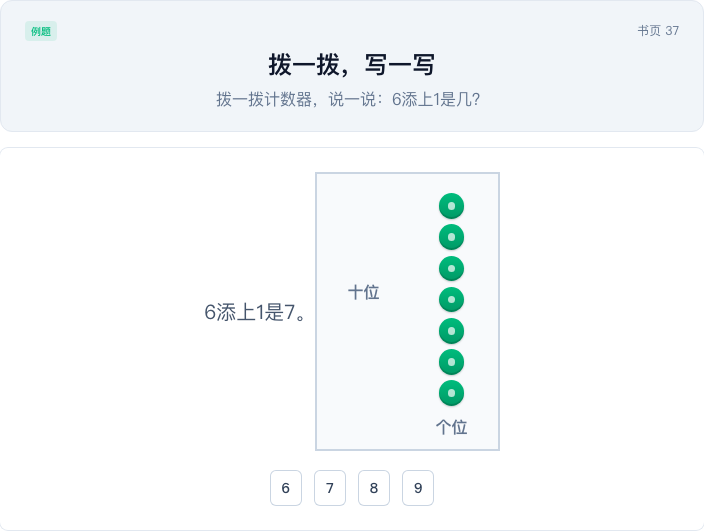 例题
书页 37
拨一拨，写一写
拨一拨计数器，说一说：6添上1是几？
6添上1是7。
十位
个位
6 7 8 9